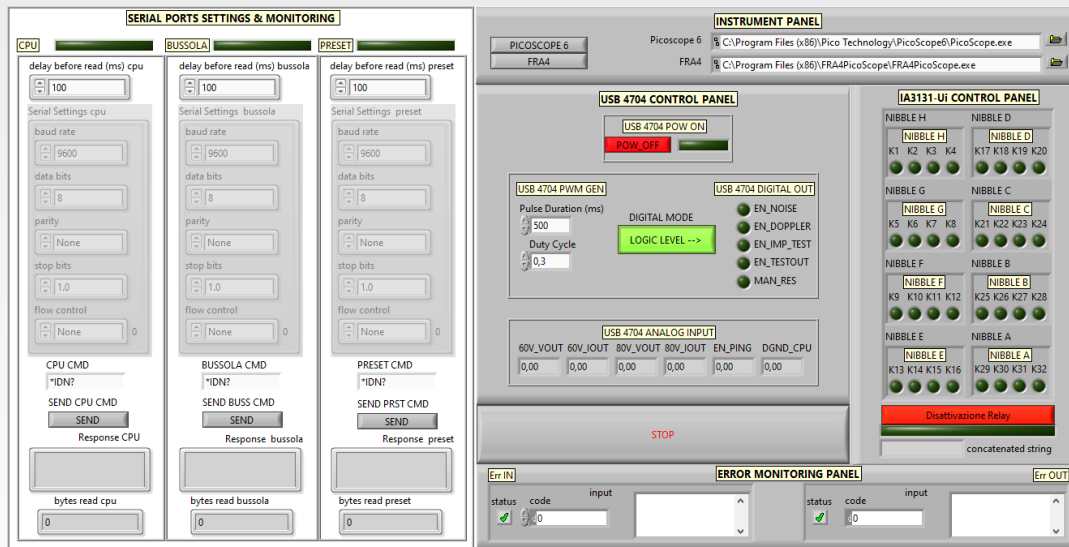 SERIAL PORTS SETTINGS & MONITORING
CPU
BUSSOLA
PRESET
delay before read (ms) cpu
100
Serial Settings cpu
baud rate
9600
data bits
8
parity
None
stop bits
1.0
flow control
None 0
CPU CMD
*IDN?
SEND CPU CMD
SEND
Response CPU
bytes read cpu
0
delay before read (ms) bussola
100
Serial Settings bussola
baud rate
9600
data bits
8
parity
None
stop bits
1.0
flow control
None 0
BUSSOLA CMD
*IDN?
SEND BUSS CMD
SEND
Response bussola
bytes read bussola
0
delay before read (ms) preset
100
Serial Settings preset
baud rate
9600
data bits
8
parity
None
stop bits
1.0
flow control
None 0
PRESET CMD
*IDN?
SEND PRST CMD
SEND
Response preset
bytes read preset
0
INSTRUMENT PANEL
PICOSCOPE 6
FRA4
Picoscope 6 C:\Program Files (x86)\Pico Technology\PicoScope6\PicoScope.exe
FRA4 C:\Program Files (x86)\FRA4PicoScope\FRA4PicoScope.exe
USB 4704 CONTROL PANEL
USB 4704 POW ON
POW_OFF
USB 4704 PWM GEN
Pulse Duration (ms)
500
Duty Cycle
0,3
DIGITAL MODE
LOGIC LEVEL -->
USB 4704 DIGITAL OUT
EN_NOISE
EN_DOPPLER
EN_IMP_TEST
EN_TESTOUT
MAN_RES
USB 4704 ANALOG INPUT
60V_VOUT 60V_IOUT 80V_VOUT 80V_IOUT EN_PING DGND_CPU
0,00 0,00 0,00 0,00 0,00 0,00
STOP
IA3131-Ui CONTROL PANEL
NIBBLE H NIBBLE D
NIBBLE H NIBBLE D
K1 K2 K3 K4 K17 K18 K19 K20
NIBBLE G NIBBLE C
NIBBLE G NIBBLE C
K5 K6 K7 K8 K21 K22 K23 K24
NIBBLE F NIBBLE B
NIBBLE F NIBBLE B
K9 K10 K11 K12 K25 K26 K27 K28
NIBBLE E NIBBLE A
NIBBLE E NIBBLE A
K13 K14 K15 K16 K29 K30 K31 K32
Disattivazione Relay
concatenated string
ERROR MONITORING PANEL
Err IN
status code input
0
Err OUT
status code input
0